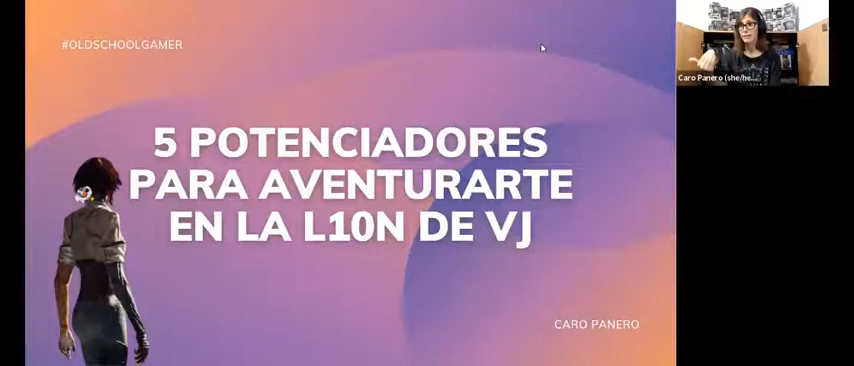 #OLDSCHOOLGAMER
5 POTENCIADORES
PARA AVENTURARTE
EN LA L10N DE VJ
CARO PANERO
Caro Panero (she/he...